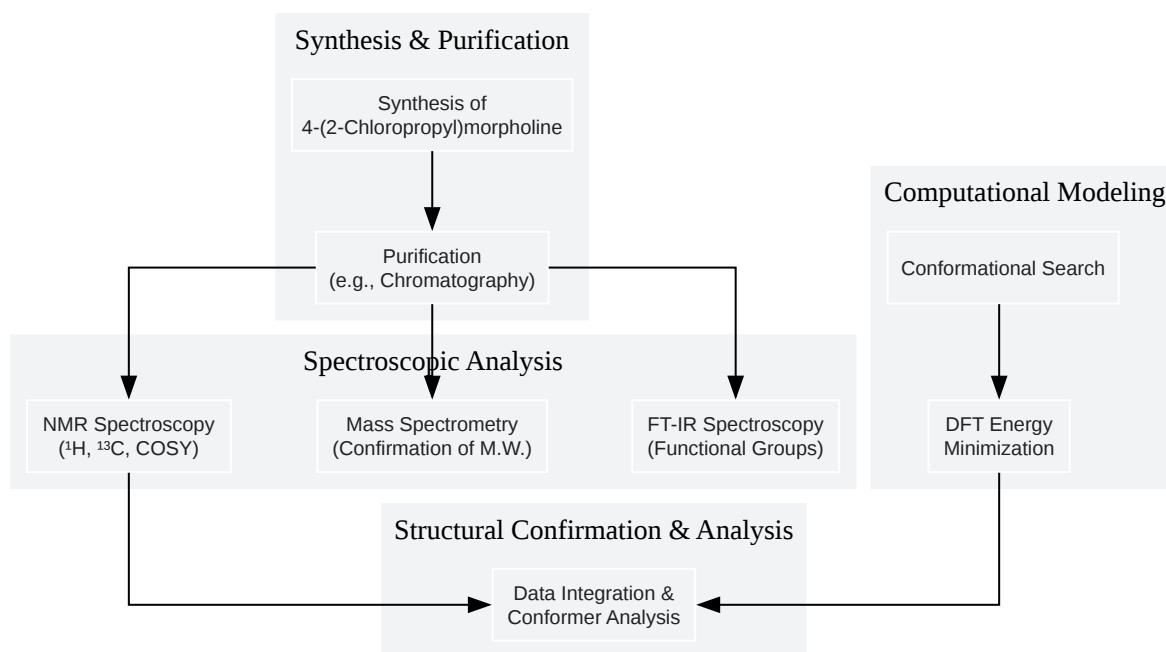 Synthesis & Purification
Synthesis of
4-(2-Chloropropyl)morpholine
Computational Modeling
Purification
(e.g., Chromatography)
Conformational Search
Spectroscopic Analysis
NMR Spectroscopy
(¹H, ¹³C, COSY)
Mass Spectrometry
(Confirmation of M.W.)
FT-IR Spectroscopy
(Functional Groups)
DFT Energy
Minimization
Structural Confirmation & Analysis
Data Integration &
Conformer Analysis